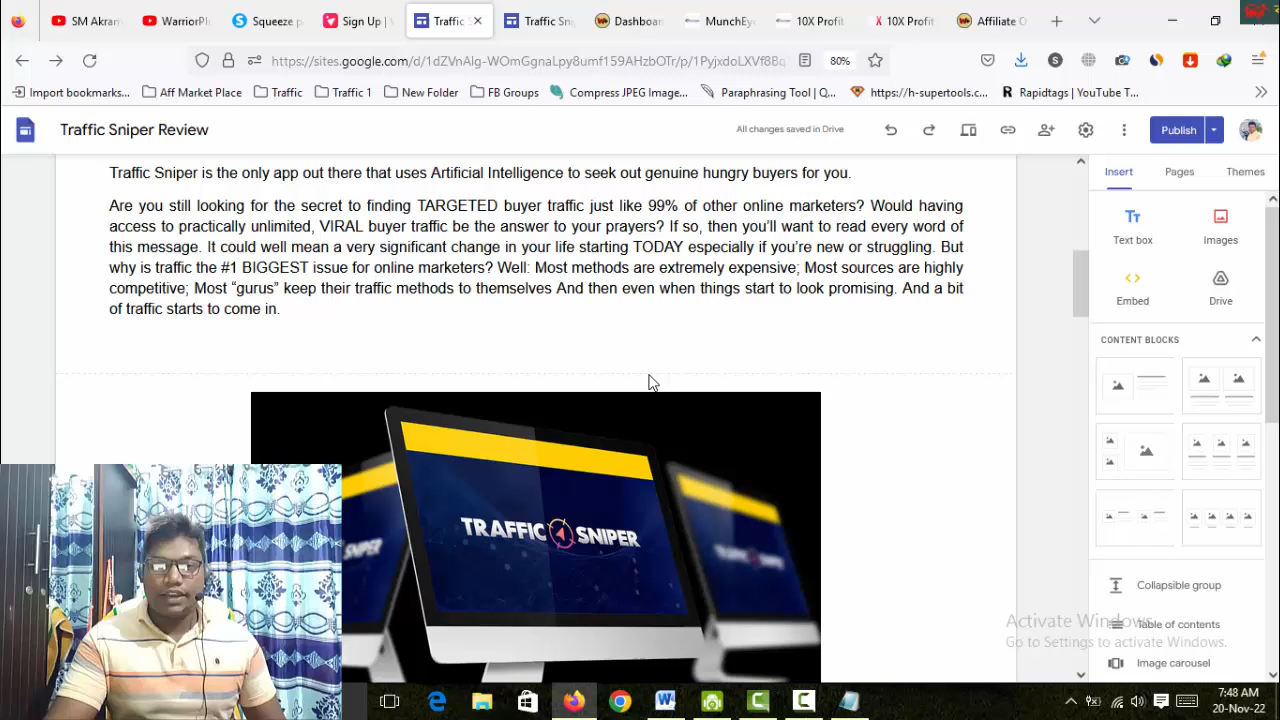 SM Akran
WarriorPl
Squeeze p
Sign Up |
Traffic S
Traffic Sni
Dashboar
MunchEye
10X Profit
10X Profit
Affiliate O
https://sites.google.com/d/1dZVhAlg-WOmGgnaLpy8umf159AHzbOTr/p/1PyjxdoLXVf8Bq
80%
Import bookmarks...
Aff Market Place
Traffic
Traffic 1
New Folder
FB Groups
Compress JPEG Image...
Paraphrasing Tool | Q...
https://h-supertools.c...
Rapidtags | YouTube T...
Traffic Sniper Review
All changes saved in Drive
Publish
Traffic Sniper is the only app out there that uses Artificial Intelligence to seek out genuine hungry buyers for you.
Are you still looking for the secret to finding TARGETED buyer traffic just like 99% of other online marketers? Would having
access to practically unlimited, VIRAL buyer traffic be the answer to your prayers? If so, then you'll want to read every word of
this message. It could well mean a very significant change in your life starting TODAY especially if you're new or struggling. But
why is traffic the #1 BIGGEST issue for online marketers? Well: Most methods are extremely expensive; Most sources are highly
competitive; Most “gurus” keep their traffic methods to themselves And then even when things start to look promising. And a bit
of traffic starts to come in.
TRAFFIC SNIPER
SNIPER
Insert
Pages
Themes
Text box
Images
Embed
Drive
CONTENT BLOCKS
Collapsible group
Table of contents
Image carousel
Activate Windows
Go to Settings to activate Windows.
7:48 AM
20-Nov-22